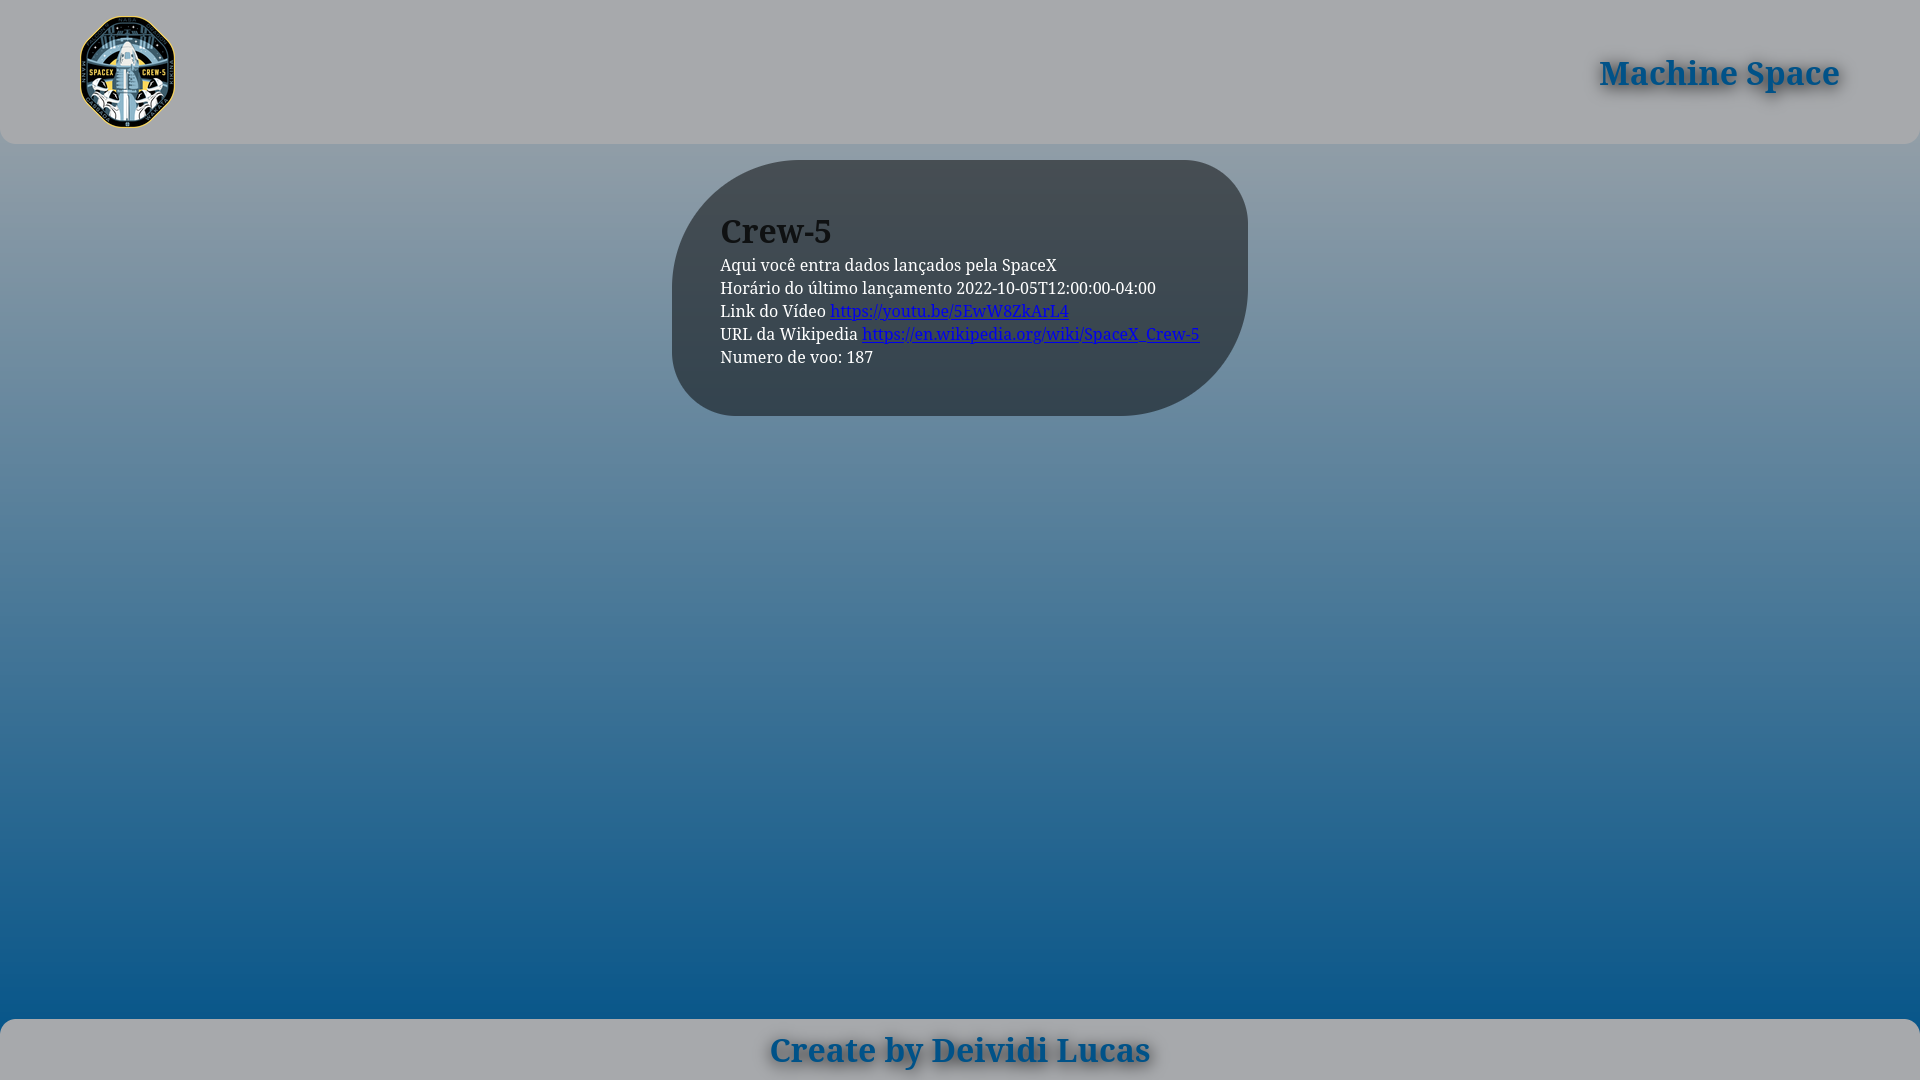 SPACEX CREW-5
Machine Space
Crew-5
Aqui você entra dados lançados pela SpaceX
Horário do último lançamento 2022-10-05T12:00:00-04:00
Link do Vídeo https://youtu.be/5EwW8ZkArL4
URL da Wikipedia https://en.wikipedia.org/wiki/SpaceX_Crew-5
Numero de voo: 187
Create by Deividi Lucas